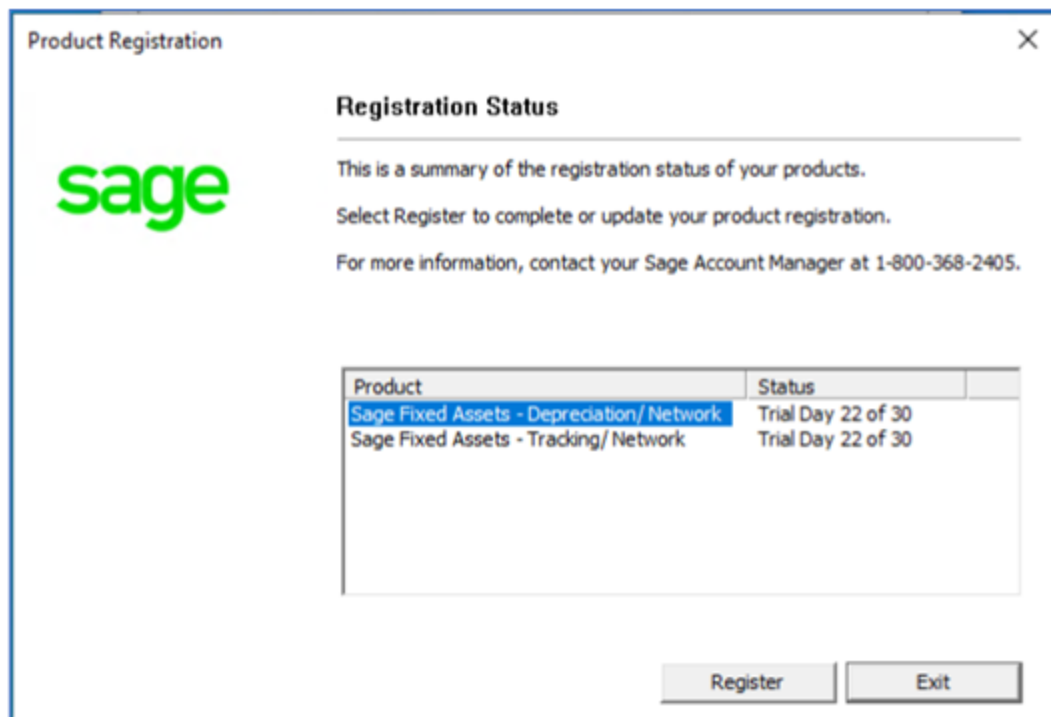 Product Registration
Registration Status
sage
This is a summary of the registration status of your products.
Select Register to complete or update your product registration.
For more information, contact your Sage Account Manager at 1-800-368-2405.
Product Status
Sage Fixed Assets - Depreciation/ Network Trial Day 22 of 30
Sage Fixed Assets - Tracking/ Network Trial Day 22 of 30
Register Exit